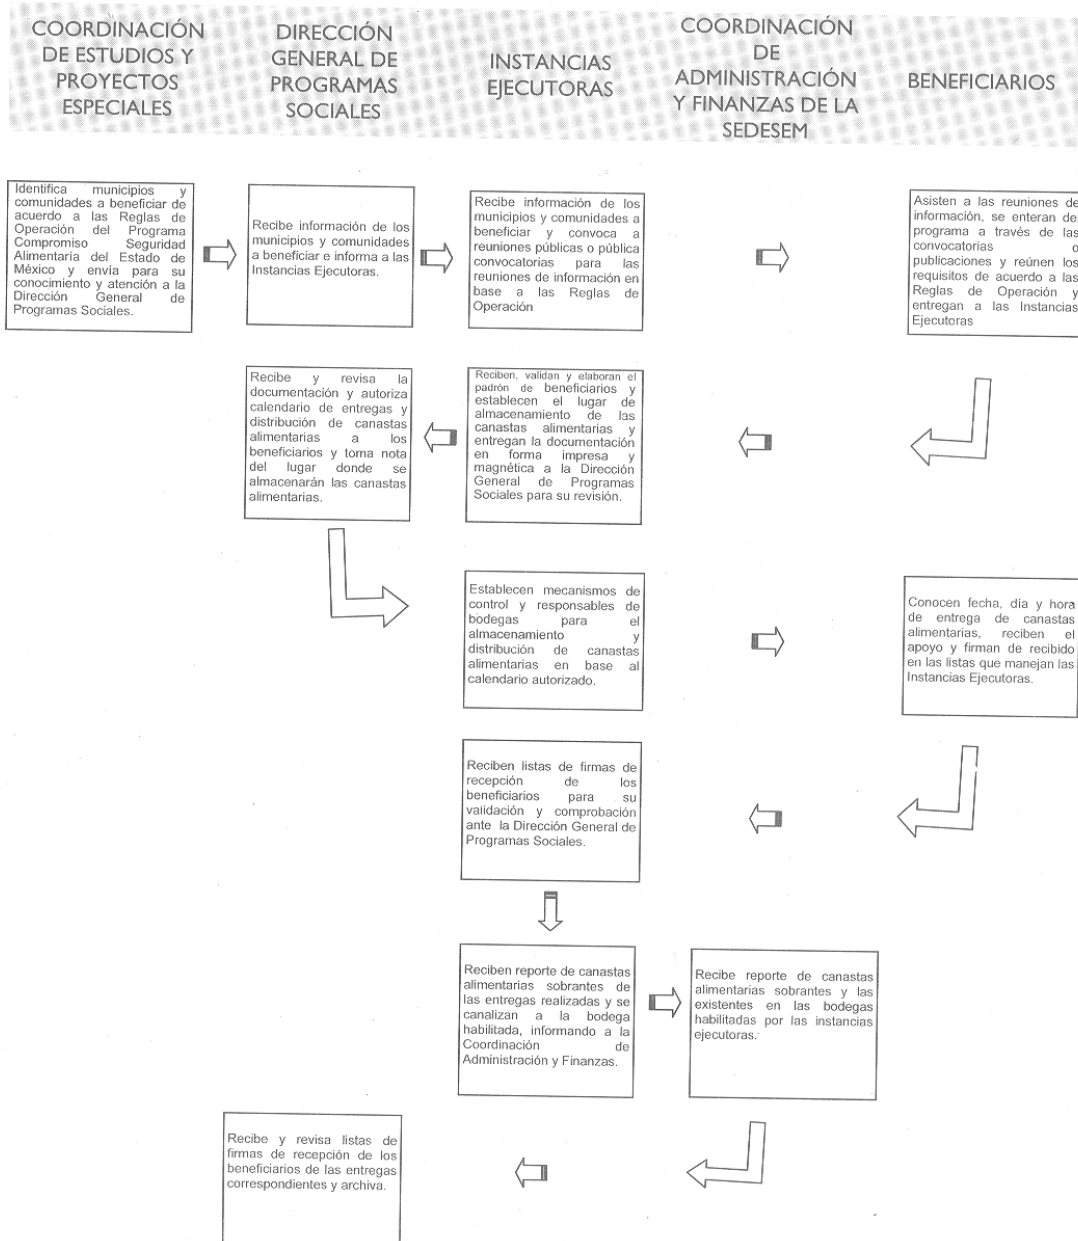 COORDINACIÓN
DE ESTUDIOS Y
PROYECTOS
ESPECIALES
DIRECCIÓN
GENERAL DE
PROGRAMAS
SOCIALES
INSTANCIAS
EJECUTORAS
COORDINACIÓN
DE
ADMINISTRACIÓN
Y FINANZAS DE LA
SEDESEM
BENEFICIARIOS
Identifica municipios y
comunidades a beneficiar de
acuerdo a las Reglas de
Operación del Programa
Compromiso Seguridad
Alimentaria del Estado de
México y envía para su
conocimiento y atención a la
Dirección General de
Programas Sociales.
Recibe información de los
municipios y comunidades
a beneficiar e informa a las
Instancias Ejecutoras.
Recibe información de los
municipios y comunidades a
beneficiar y convoca a
reuniones públicas o pública
convocatorias para las
reuniones de información en
base a las Reglas de
Operación
Asisten a las reuniones de
información, se enteran de
programa a través de las
convocatorias o
publicaciones y reúnen los
requisitos de acuerdo a las
Reglas de Operación y
entregan a las Instancias
Ejecutoras
Recibe y revisa la
documentación y autoriza
calendario de entregas y
distribución de canastas
alimentarias a los
beneficiarios y toma nota
del lugar donde se
almacenarán las canastas
alimentarias.
Reciben, validan y elaboran el
padrón de beneficiarios y
establecen el lugar de
almacenamiento de las
canastas alimentarias y
entregan la documentación
en forma impresa y
magnética a la Dirección
General de Programas
Sociales para su revisión.
Establecen mecanismos de
control y responsables de
bodegas para el
almacenamiento y
distribución de canastas
alimentarias en base al
calendario autorizado.
Conocen fecha, día y hora
de entrega de canastas
alimentarias, reciben el
apoyo y firman de recibido
en las listas que manejan las
Instancias Ejecutoras.
Reciben listas de firmas de
recepción de los
beneficiarios para su
validación y comprobación
ante la Dirección General de
Programas Sociales.
Reciben reporte de canastas
alimentarias sobrantes de
las entregas realizadas y se
canalizan a la bodega
habilitada, informando a la
Coordinación de
Administración y Finanzas.
Recibe reporte de canastas
alimentarias sobrantes y las
existentes en las bodegas
habilitadas por las instancias
ejecutoras.
Recibe y revisa listas de
firmas de recepción de los
beneficiarios de las entregas
correspondientes y archiva.